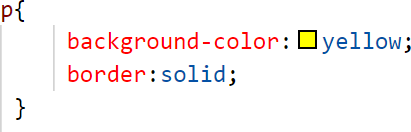 p{
background-color: yellow;
border:solid;
}